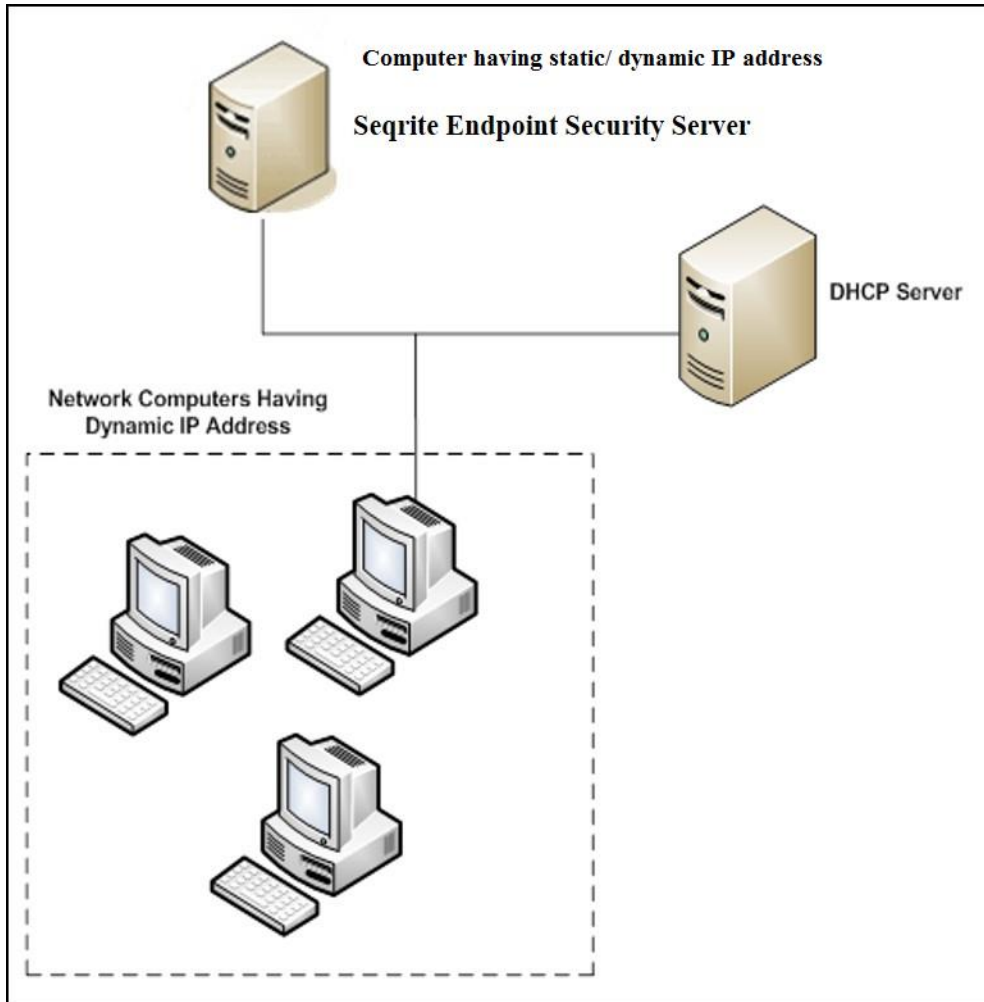 Computer having static/ dynamic IP address
Seqrite Endpoint Security Server
DHCP Server
Network Computers Having
Dynamic IP Address